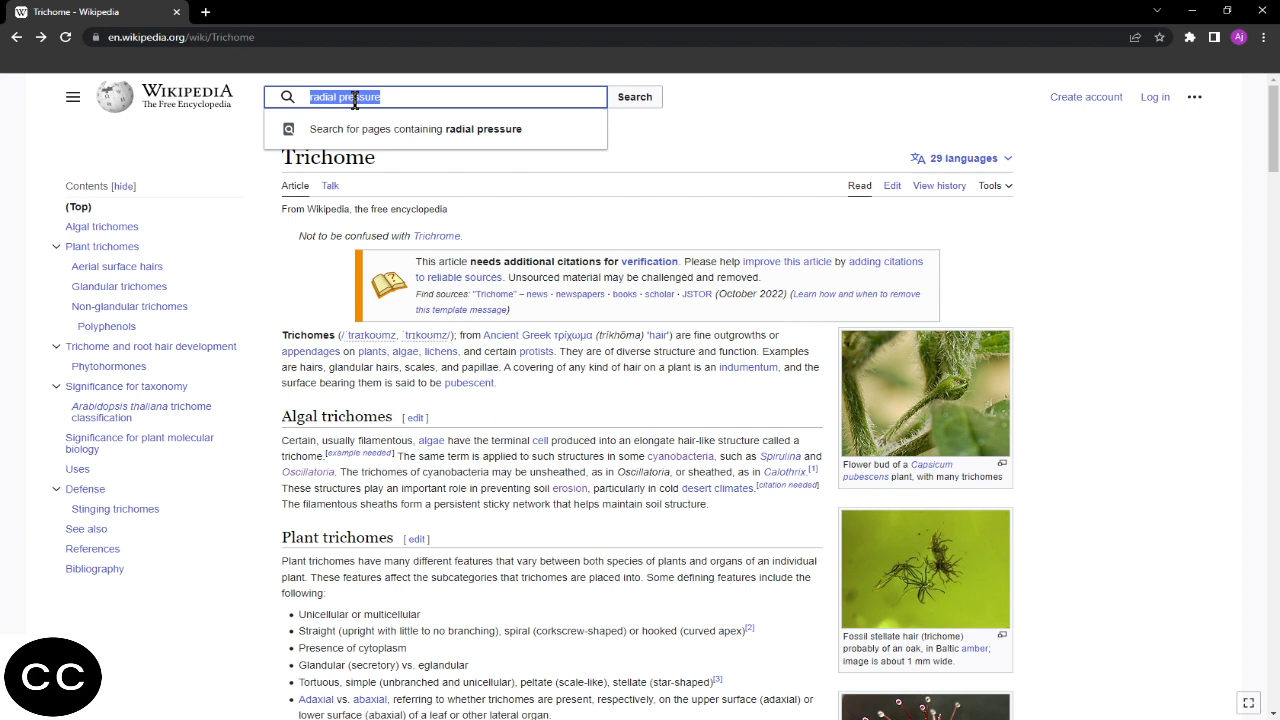 Trichome - Wikipedia
en.wikipedia.org/wiki/Trichome
Aj
WIKIPEDIA
The Free Encyclopedia
radial pressure
Search
Create account
Log in
Search for pages containing radial pressure
Trichome
29 languages
Contents [hide]
Article
Talk
Read
Edit
View history
Tools
(Top)
From Wikipedia, the free encyclopedia
Algal trichomes
Not to be confused with Trichrome.
Plant trichomes
Aerial surface hairs
Glandular trichomes
Non-glandular trichomes
Polyphenols
Trichome and root hair development
Phytohormones
Significance for taxonomy
Arabidopsis thaliana trichome
classification
Significance for plant molecular
biology
Uses
Defense
Stinging trichomes
See also
References
Bibliography
This article needs additional citations for verification. Please help improve this article by adding citations
to reliable sources. Unsourced material may be challenged and removed.
Find sources: "Trichome" – news · newspapers · books · scholar · JSTOR (October 2022) (Learn how and when to remove
this template message)
Trichomes (/ˈtraɪkoʊmz, ˈtrɪkoʊmz/); from Ancient Greek τρίχωμα (tríkhōma) 'hair') are fine outgrowths or
appendages on plants, algae, lichens, and certain protists. They are of diverse structure and function. Examples
are hairs, glandular hairs, scales, and papillae. A covering of any kind of hair on a plant is an indumentum, and the
surface bearing them is said to be pubescent.
Algal trichomes [ edit ]
Certain, usually filamentous, algae have the terminal cell produced into an elongate hair-like structure called a
trichome.[example needed] The same term is applied to such structures in some cyanobacteria, such as Spirulina and
Oscillatoria. The trichomes of cyanobacteria may be unsheathed, as in Oscillatoria, or sheathed, as in Calothrix.[1]
These structures play an important role in preventing soil erosion, particularly in cold desert climates.[citation needed]
The filamentous sheaths form a persistent sticky network that helps maintain soil structure.
Flower bud of a Capsicum
pubescens plant, with many trichomes
Plant trichomes [ edit ]
Plant trichomes have many different features that vary between both species of plants and organs of an individual
plant. These features affect the subcategories that trichomes are placed into. Some defining features include the
following:
• Unicellular or multicellular
• Straight (upright with little to no branching), spiral (corkscrew-shaped) or hooked (curved apex)[2]
• Presence of cytoplasm
• Glandular (secretory) vs. eglandular
• Tortuous, simple (unbranched and unicellular), peltate (scale-like), stellate (star-shaped)[3]
• Adaxial vs. abaxial, referring to whether trichomes are present, respectively, on the upper surface (adaxial) or
lower surface (abaxial) of a leaf or other lateral organ.
Fossil stellate hair (trichome)
probably of an oak, in Baltic amber;
image is about 1 mm wide.
CC